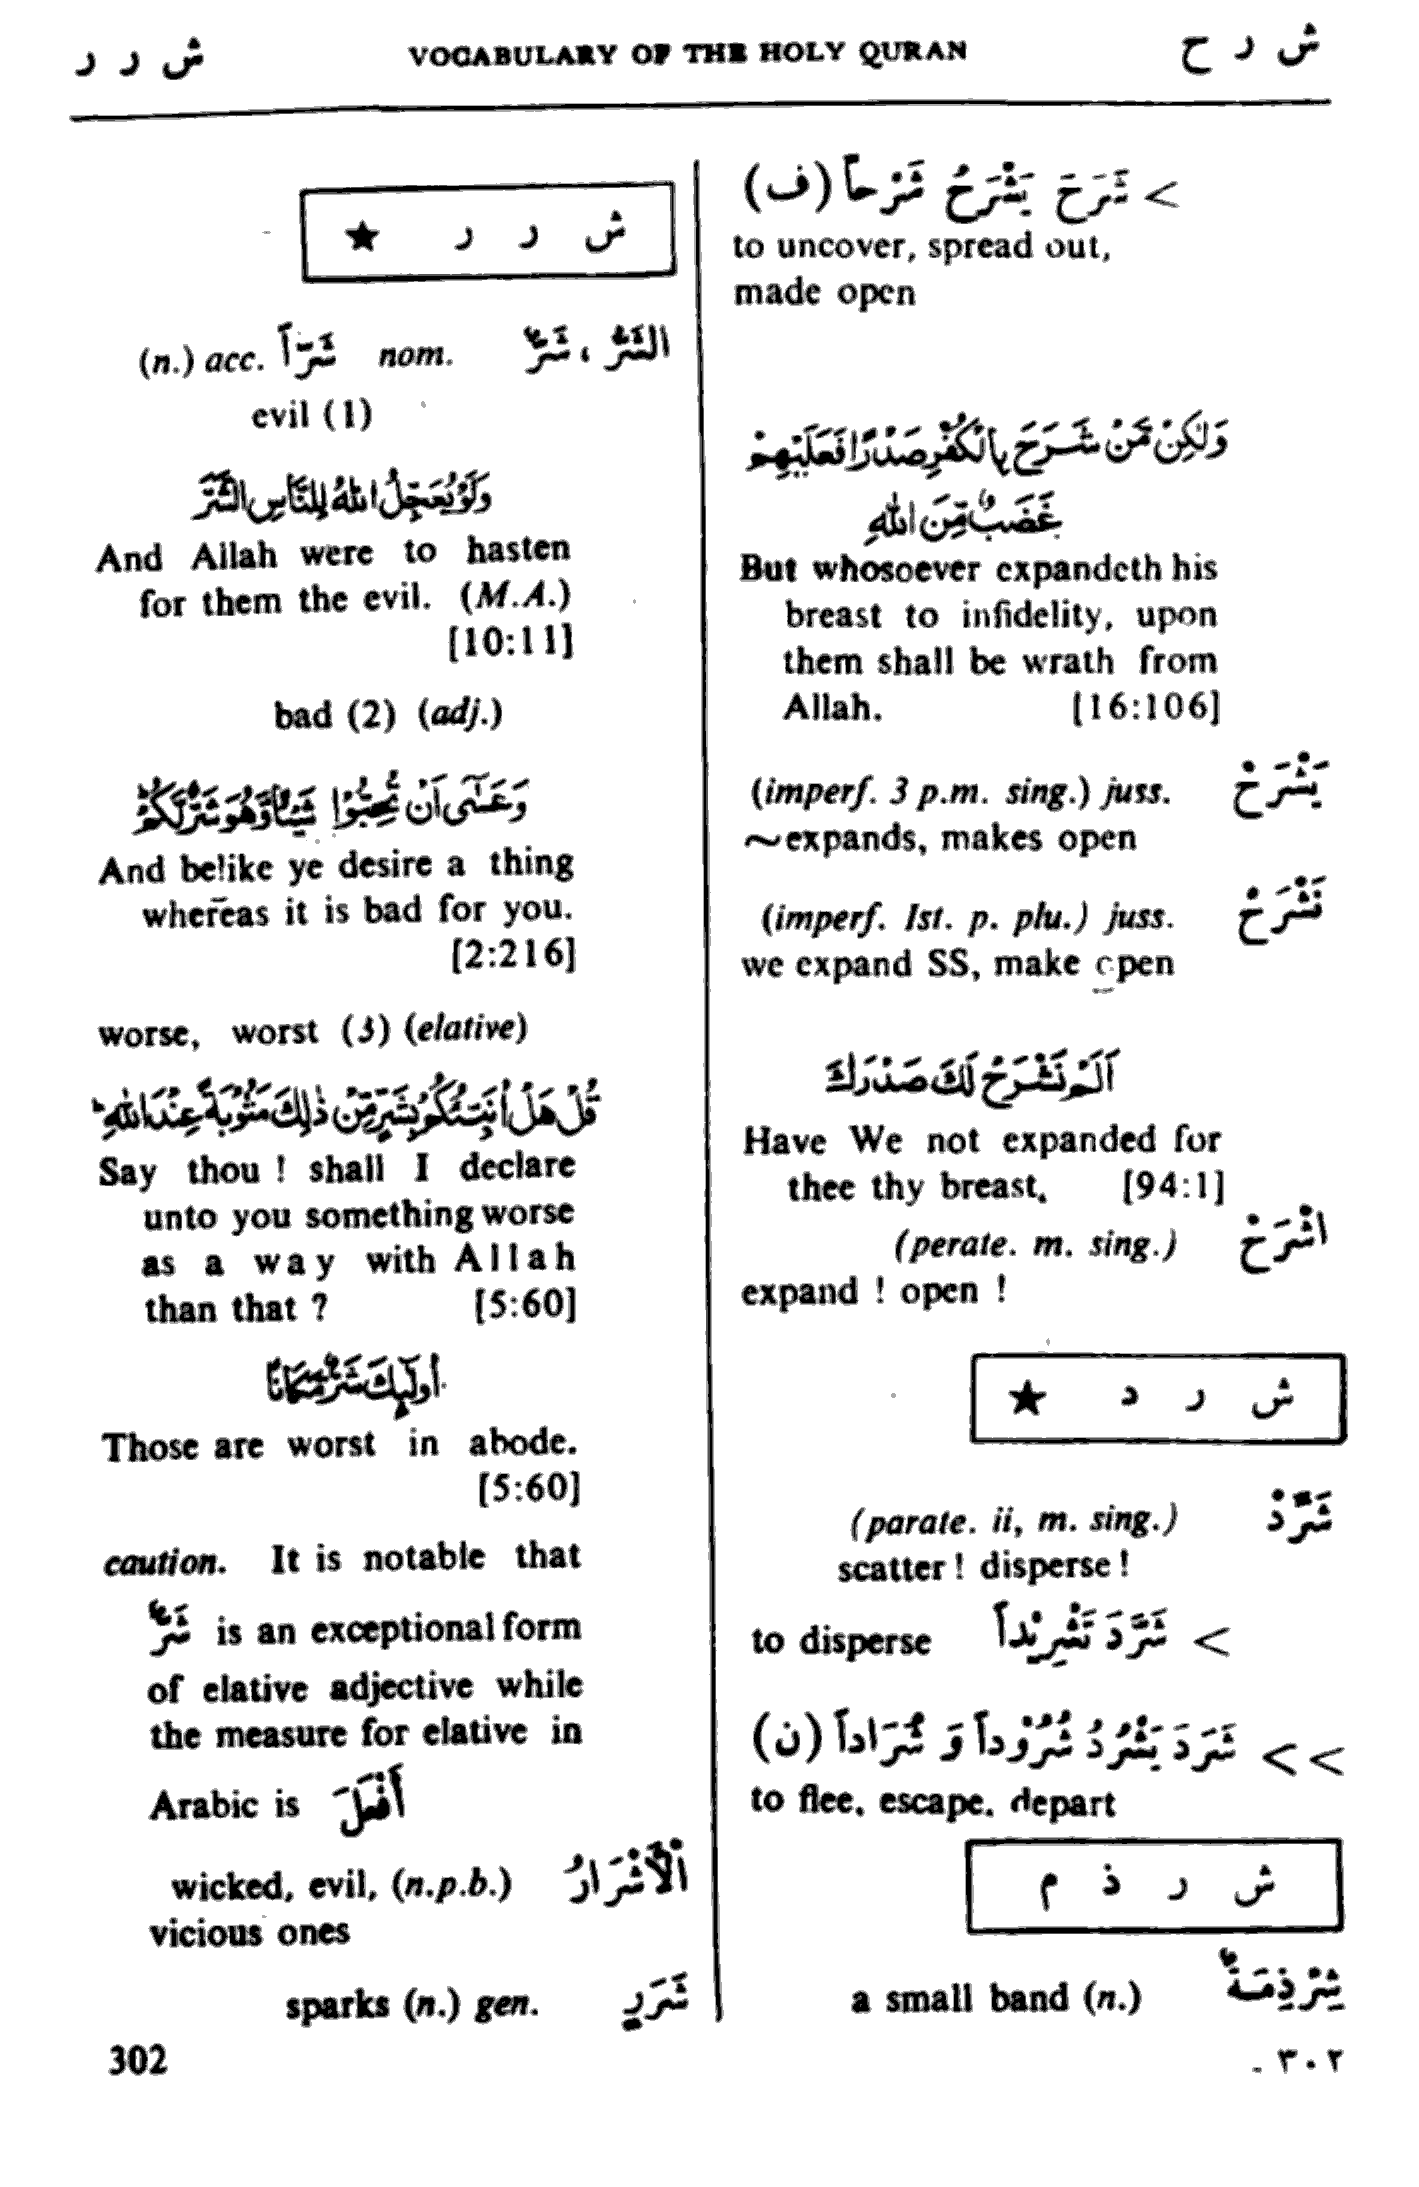 ش ر ح
VOCABULARY OF THE HOLY QURAN
ش ر ر
> شَرَحَ يَشْرَحُ شَرْحاً (ف)
to uncover, spread out,
made open
وَلٰكِنْ مَّنْ شَرَحَ بِالْكُفْرِ صَدْرًا فَعَلَيْهِمْ
غَضَبٌ مِّنَ اللهِ
But whosoever expandeth his
breast to infidelity, upon
them shall be wrath from
Allah. [16:106]
(imperf. 3 p.m. sing.) juss. يَشْرَحْ
~expands, makes open
(imperf. Ist. p. plu.) juss. نَشْرَحْ
we expand SS, make open
اَلَمْ نَشْرَحْ لَكَ صَدْرَكَ
Have We not expanded for
thee thy breast. [94:1]
(perate. m. sing.) اشْرَحْ
expand ! open !
ش ر د ★
(parate. ii, m. sing.) شَرِّدْ
scatter ! disperse !
to disperse شَرَّدَ تَشْرِيْداً >
>> شَرَدَ يَشْرُدُ شُرُوْداً وَ شُرَاداً (ن)
to flee, escape, depart
ش ر ذ م
a small band (n.) شِرْذِمَةٌ
ش ر ر ★
(n.) acc. شَرّاً nom. الشَّرُّ ، شَرٌّ
evil (1)
وَلَوْ يُعَجِّلُ اللهُ لِلنَّاسِ الشَّرَّ
And Allah were to hasten
for them the evil. (M.A.)
[10:11]
bad (2) (adj.)
وَعَسٰٓى اَنْ تُحِبُّوْا شَيْئًا وَّهُوَ شَرٌّ لَّكُمْ
And belike ye desire a thing
whereas it is bad for you.
[2:216]
worse, worst (3) (elative)
قُلْ هَلْ اُنَبِّئُكُمْ بِشَرٍّ مِّنْ ذٰلِكَ مَثُوْبَةً عِنْدَ اللهِ
Say thou ! shall I declare
unto you something worse
as a way with Allah
than that ? [5:60]
اُولٰٓئِكَ شَرٌّ مَّكَانًا
Those are worst in abode.
[5:60]
caution. It is notable that
شَرٌّ is an exceptional form
of elative adjective while
the measure for elative in
Arabic is أَفْعَلَ
wicked, evil, (n.p.b.) اَلْأَشْرَارُ
vicious ones
sparks (n.) gen. شَرَرٍ
302
٣٠٢ -